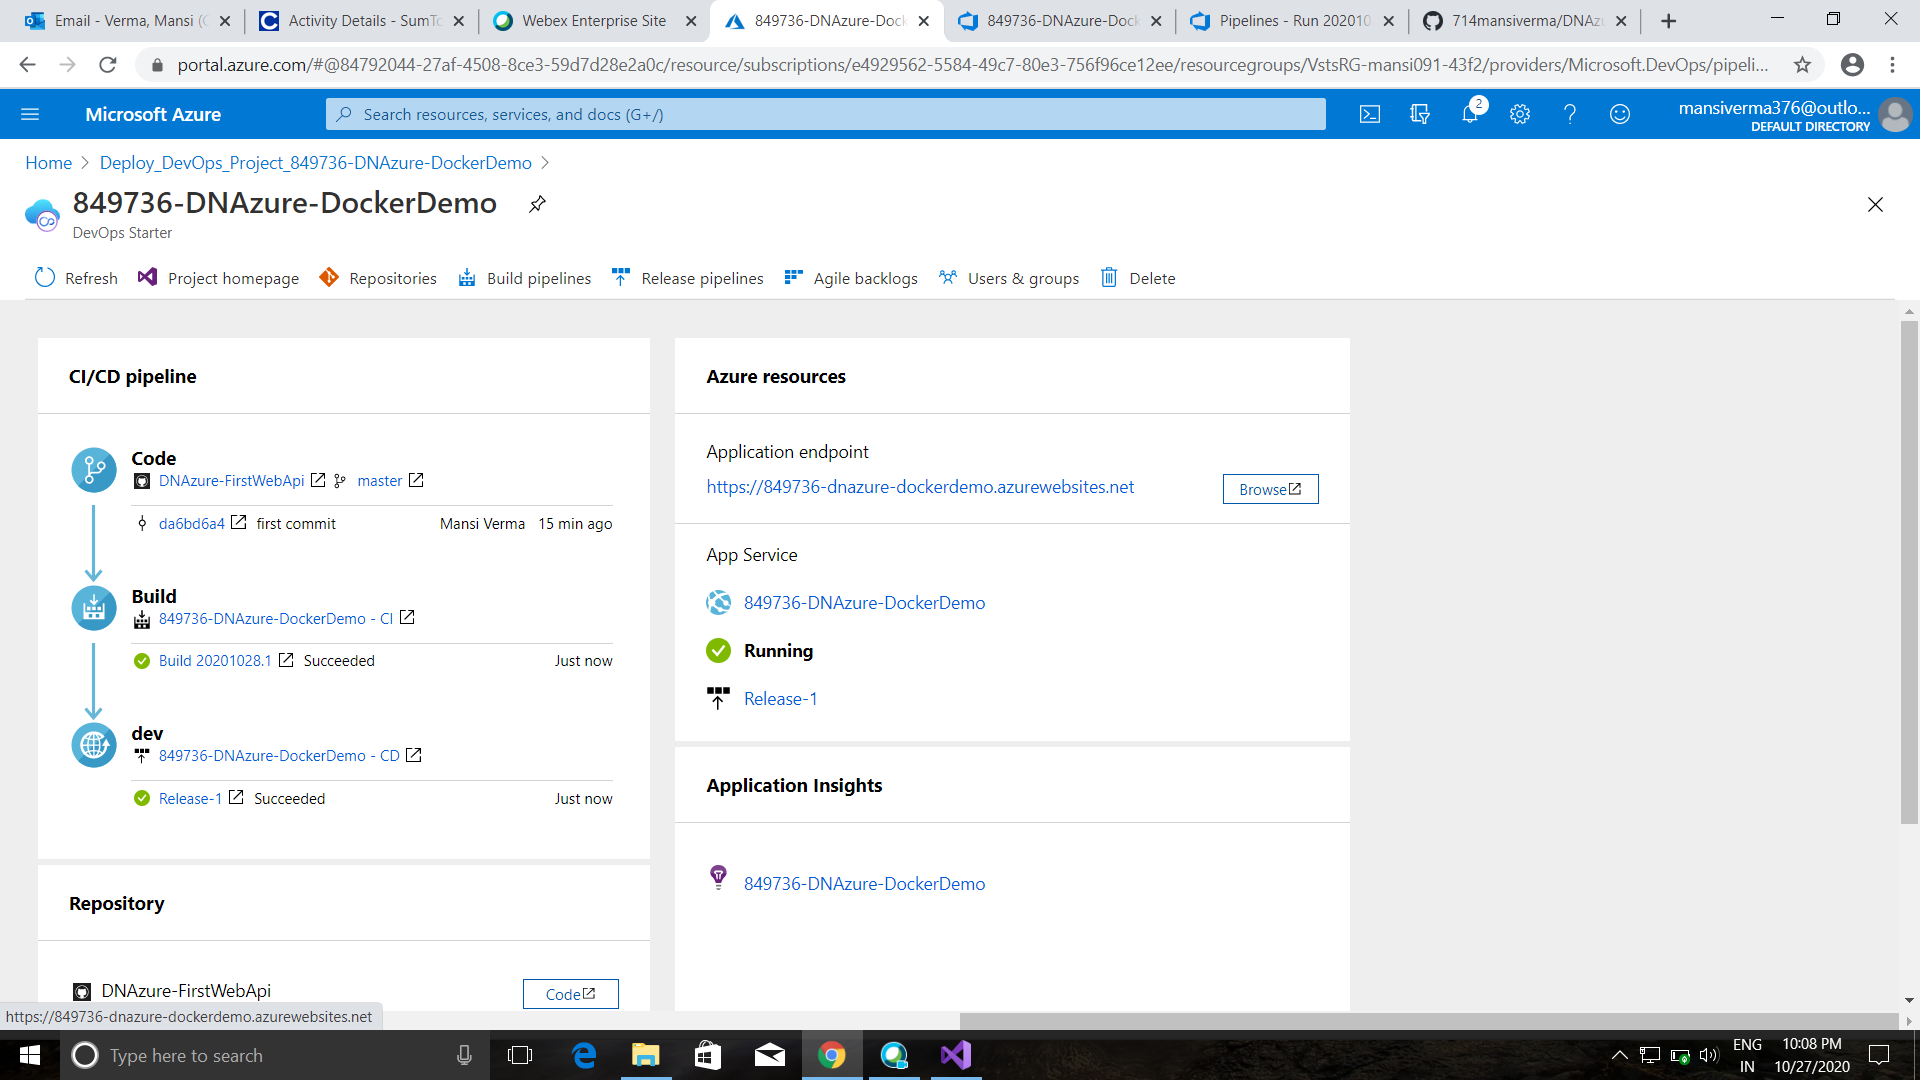 Email - Verma, Mansi (C
Activity Details - SumTo
Webex Enterprise Site
849736-DNAzure-Dock
849736-DNAzure-Dock
Pipelines - Run 202010
714mansiverma/DNAzu
portal.azure.com/#@84792044-27af-4508-8ce3-59d7d28e2a0c/resource/subscriptions/e4929562-5584-49c7-80e3-756f96ce12ee/resourcegroups/VstsRG-mansi091-43f2/providers/Microsoft.DevOps/pipeli...
Microsoft Azure
Search resources, services, and docs (G+/)
2
mansiverma376@outlo...
DEFAULT DIRECTORY
Home > Deploy_DevOps_Project_849736-DNAzure-DockerDemo >
849736-DNAzure-DockerDemo
DevOps Starter
Refresh Project homepage Repositories Build pipelines Release pipelines Agile backlogs Users & groups Delete
CI/CD pipeline
Code
DNAzure-FirstWebApi master
da6bd6a4 first commit Mansi Verma 15 min ago
Build
849736-DNAzure-DockerDemo - CI
Build 20201028.1 Succeeded Just now
dev
849736-DNAzure-DockerDemo - CD
Release-1 Succeeded Just now
Repository
DNAzure-FirstWebApi Code
Azure resources
Application endpoint
https://849736-dnazure-dockerdemo.azurewebsites.net Browse
App Service
849736-DNAzure-DockerDemo
Running
Release-1
Application Insights
849736-DNAzure-DockerDemo
https://849736-dnazure-dockerdemo.azurewebsites.net
Type here to search
ENG
IN
10:08 PM
10/27/2020